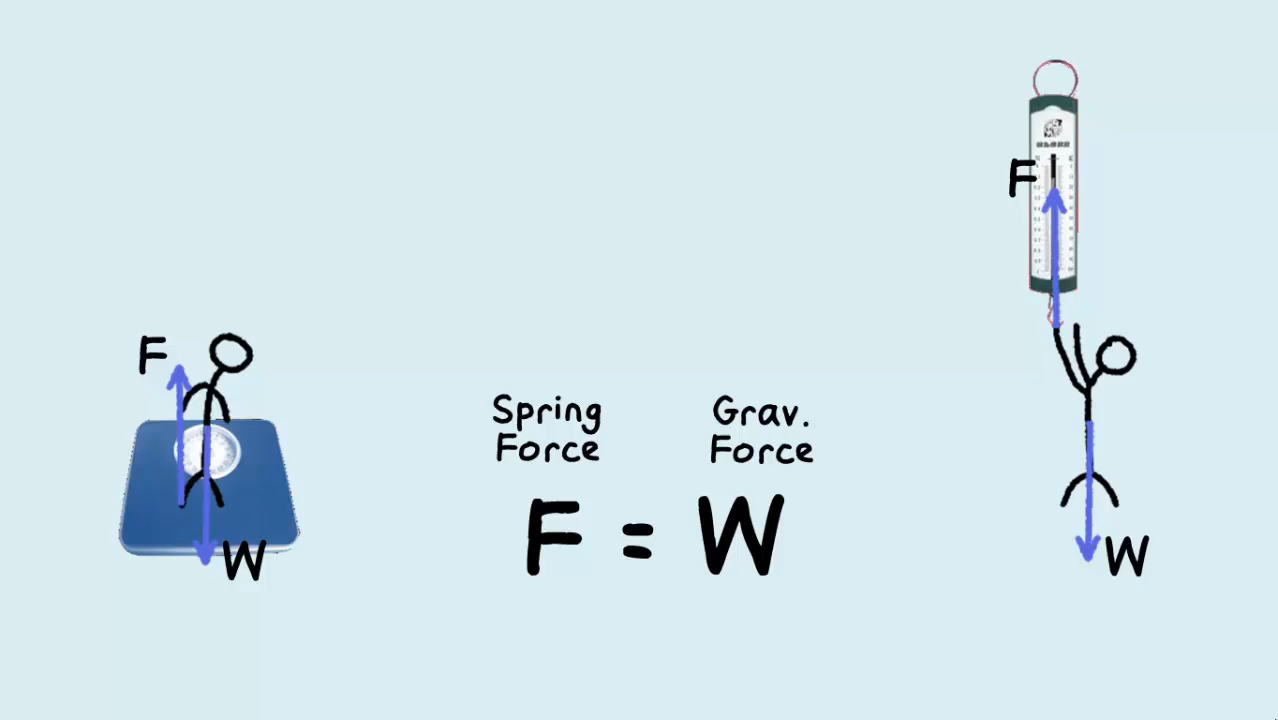 F
F
Spring
Force
Grav.
Force
F = W
W
W